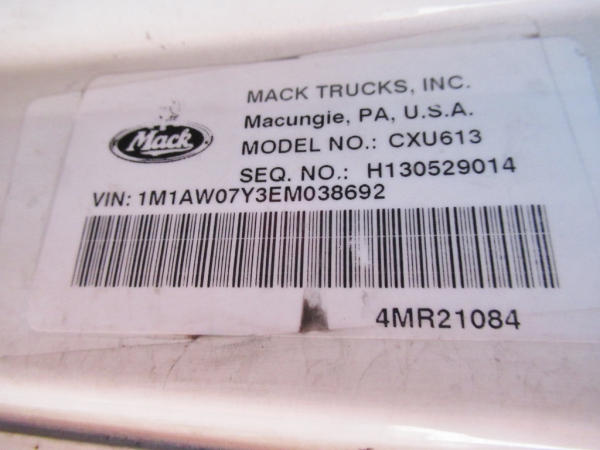 MACK TRUCKS, INC.
Mack
Macungie, PA, U.S.A.
MODEL NO.: CXU613
SEQ. NO.: H130529014
VIN: 1M1AW07Y3EM038692
4MR21084